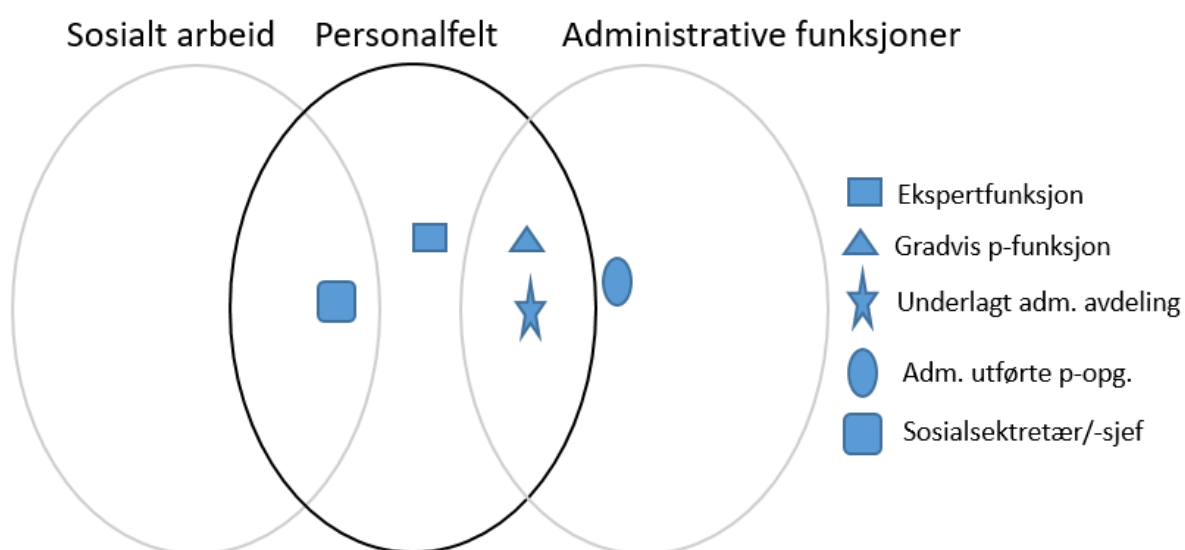 Sosialt arbeid
Personalfelt
Administrative funksjoner
Ekspertfunksjon
Gradvis p-funksjon
Underlagt adm. avdeling
Adm. utførte p-opg.
Sosialsektretær/-sjef